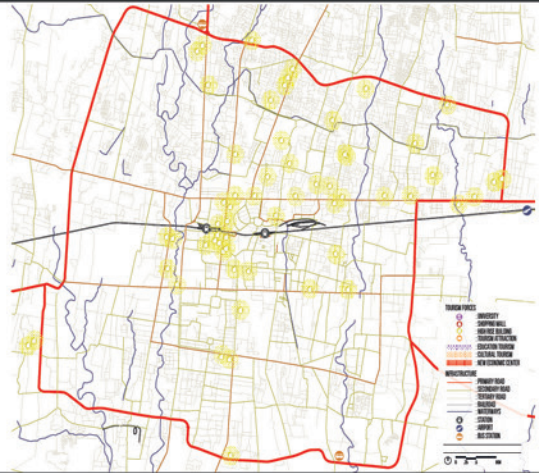 TOURISM FORCES
UNIVERSITY
SHOPPING MALL
HIGH RISE BUILDING
TOURISM ATTRACTION
EDUCATION TOURISM
CULTURAL TOURISM
NEW ECONOMIC CENTER
INFRASTRUCTURE
PRIMARY ROAD
SECONDARY ROAD
TERTIARY ROAD
RAILROAD
WATERWAYS
STATION
AIRPORT
BUS STATION